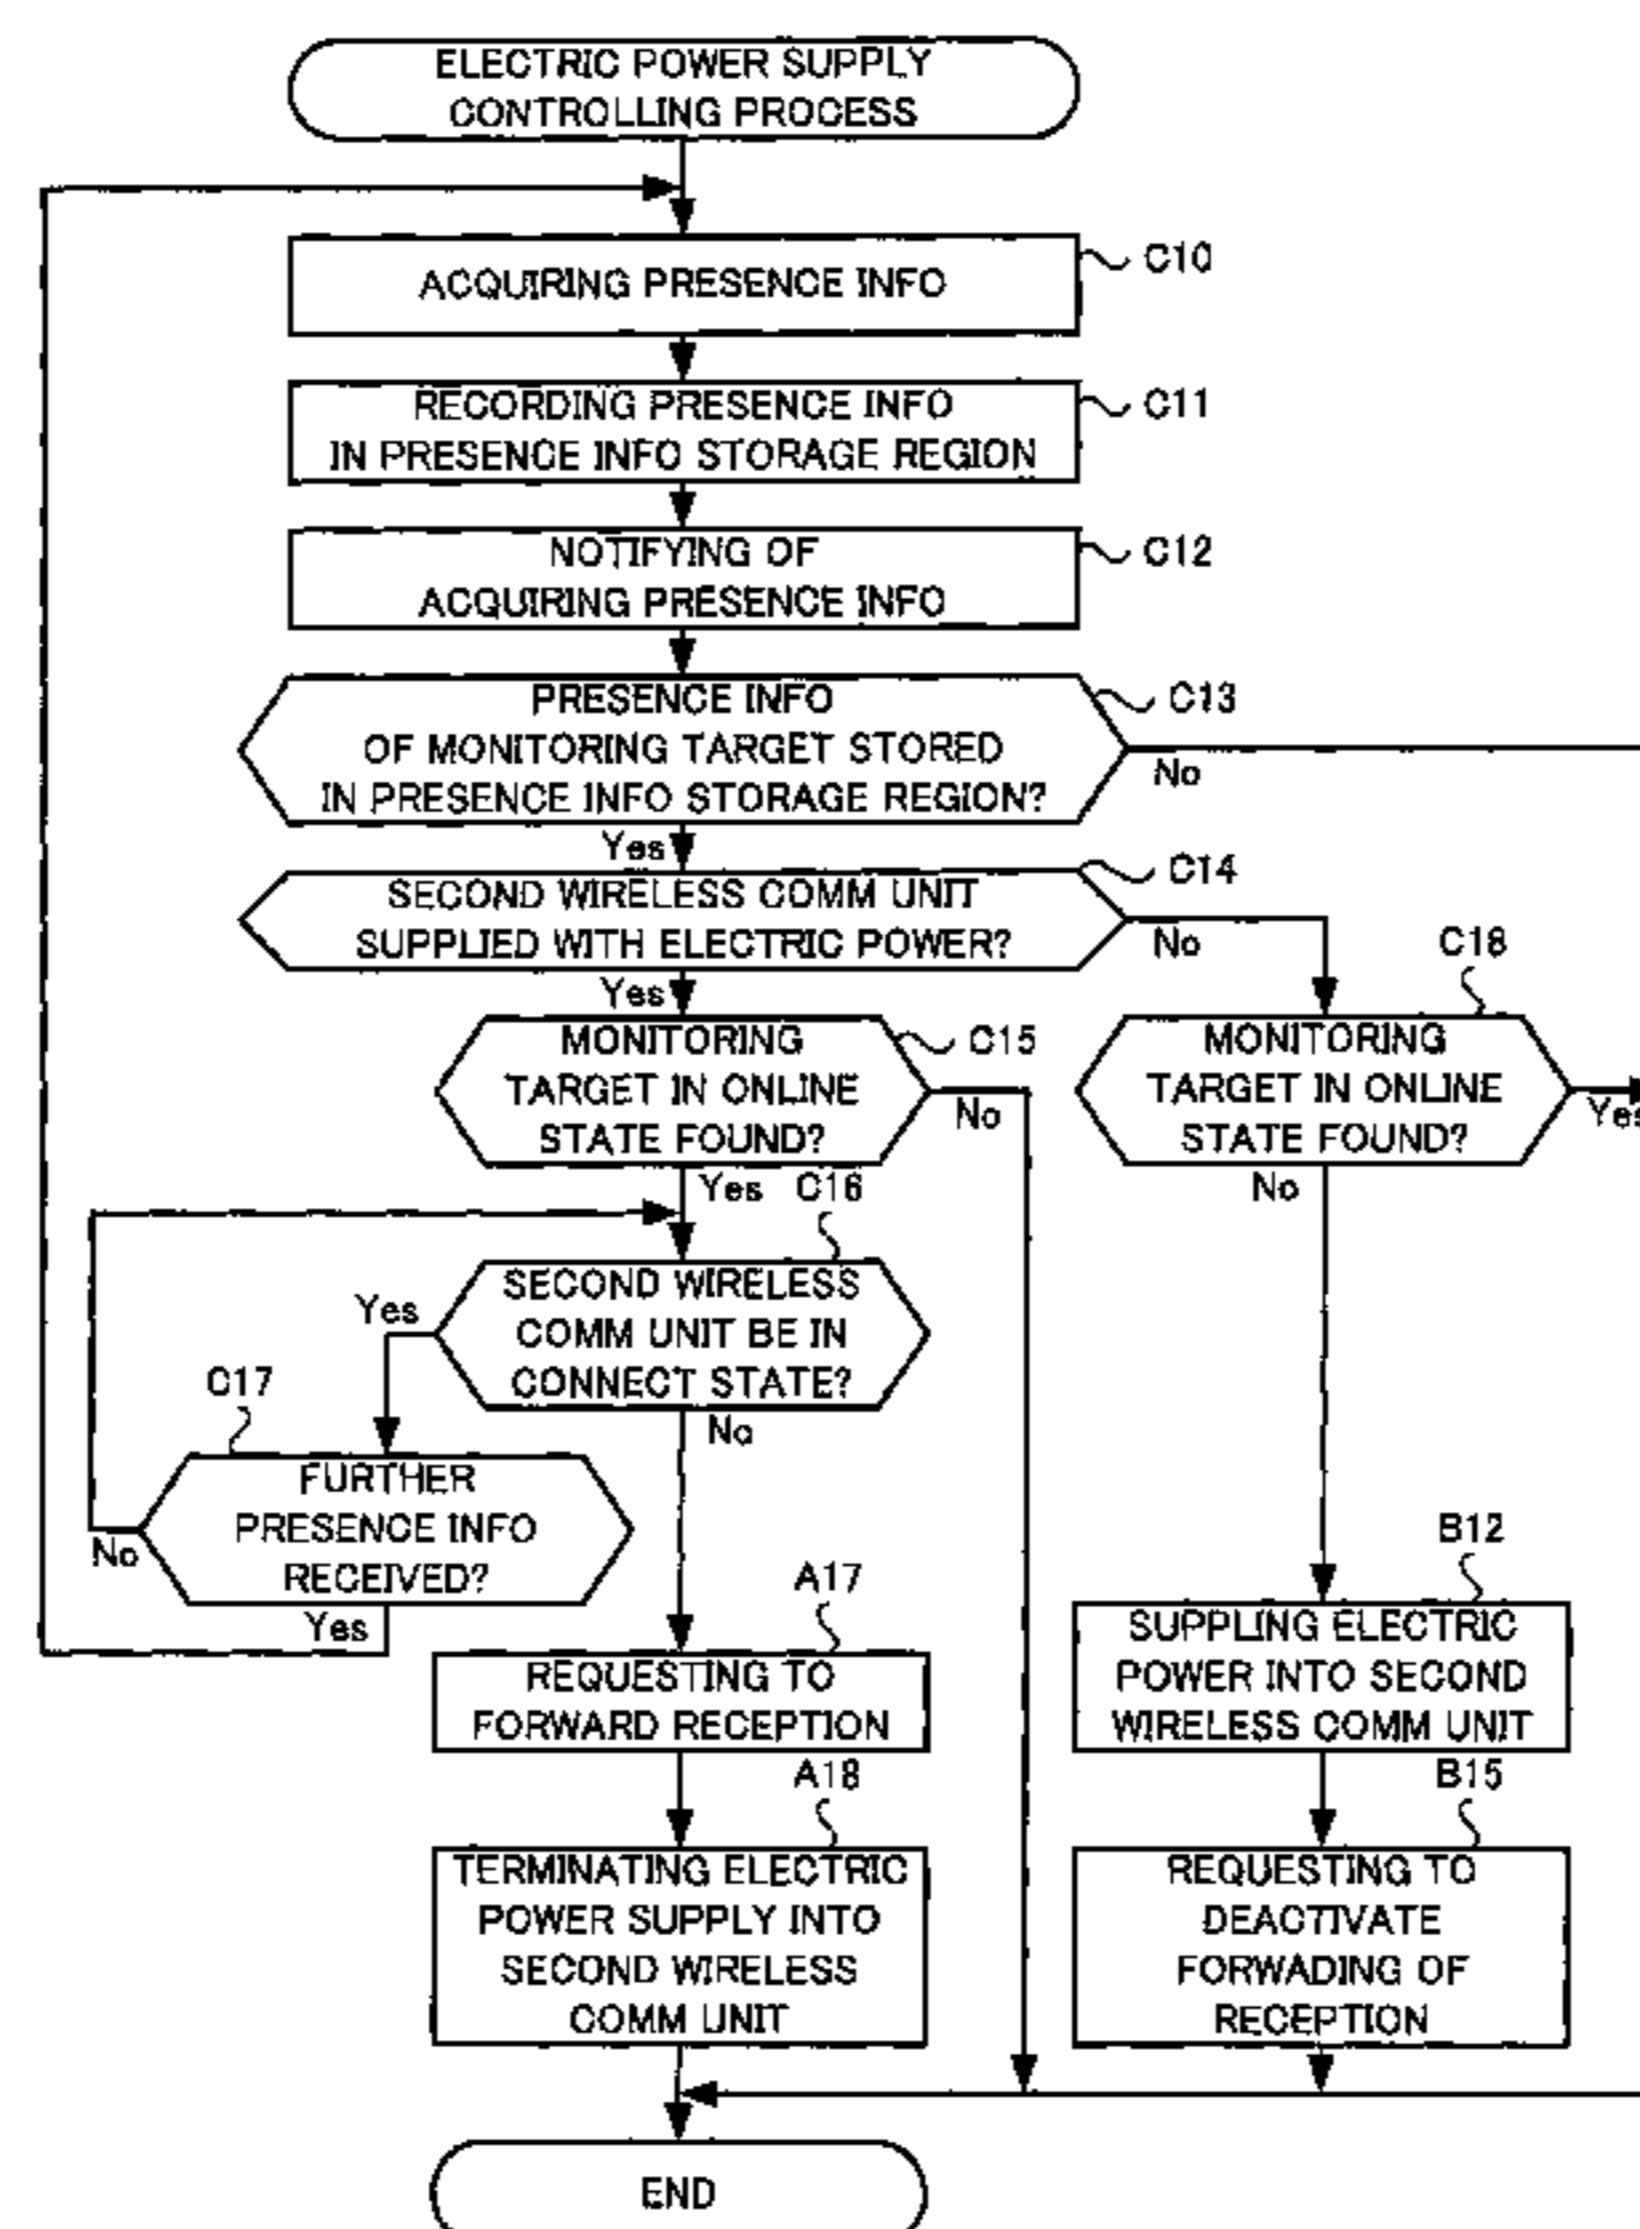 ELECTRIC POWER SUPPLY
CONTROLLING PROCESS
ACQUIRING PRESENCE INFO
C10
RECORDING PRESENCE INFO
IN PRESENCE INFO STORAGE REGION
C11
NOTIFYING OF
ACQUIRING PRESENCE INFO
C12
PRESENCE INFO
OF MONITORING TARGET STORED
IN PRESENCE INFO STORAGE REGION?
C13
No
Yes
SECOND WIRELESS COMM UNIT
SUPPLIED WITH ELECTRIC POWER?
C14
No
Yes
MONITORING
TARGET IN ONLINE
STATE FOUND?
C15
No
Yes
C18
MONITORING
TARGET IN ONLINE
STATE FOUND?
Yes
No
C16
SECOND WIRELESS
COMM UNIT BE IN
CONNECT STATE?
Yes
No
C17
FURTHER
PRESENCE INFO
RECEIVED?
No
Yes
A17
REQUESTING TO
FORWARD RECEPTION
A18
TERMINATING ELECTRIC
POWER SUPPLY INTO
SECOND WIRELESS
COMM UNIT
B12
SUPPLING ELECTRIC
POWER INTO SECOND
WIRELESS COMM UNIT
B15
REQUESTING TO
DEACTIVATE
FORWADING OF
RECEPTION
END